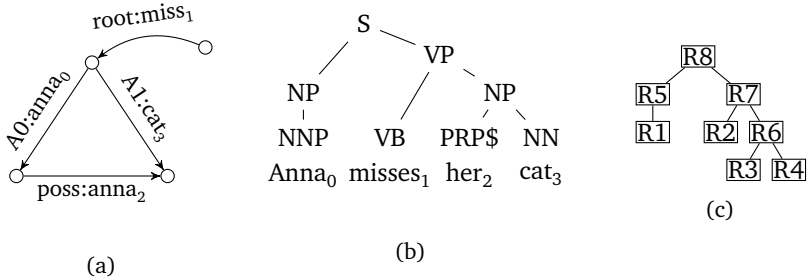 root:miss₁
A0:anna₀
A1:cat₃
poss:anna₂
(a)
S
VP
NP NP
NNP VB PRP$ NN
Anna₀ misses₁ her₂ cat₃
(b)
R8
R5 R7
R1 R2 R6
R3 R4
(c)